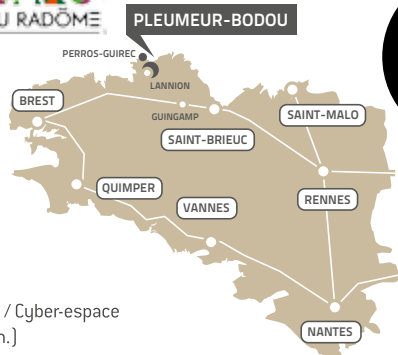 U RADÔME
PLEUMEUR-BODOU
PERROS-GUIREC
LANNION
BREST
GUINGAMP
SAINT-MALO
SAINT-BRIEUC
QUIMPER
RENNES
VANNES
/ Cyber-espace
n.)
NANTES